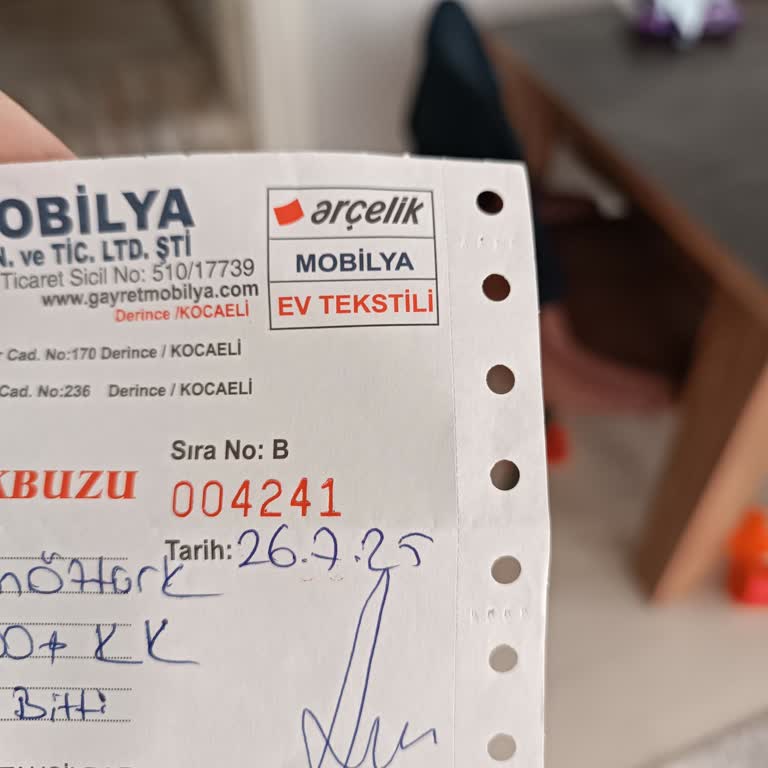 OBİLYA
N. ve TİC. LTD. ŞTİ
Ticaret Sicil No: 510/17739
www.gayretmobilya.com
Derince /KOCAELİ
arçelik
MOBİLYA
EV TEKSTİLİ
Cad. No:170 Derince / KOCAELİ
Cad. No:236 Derince / KOCAELİ
KBUZU
Sıra No: B
004241
Tarih: 26.7.25
KK
Bitti